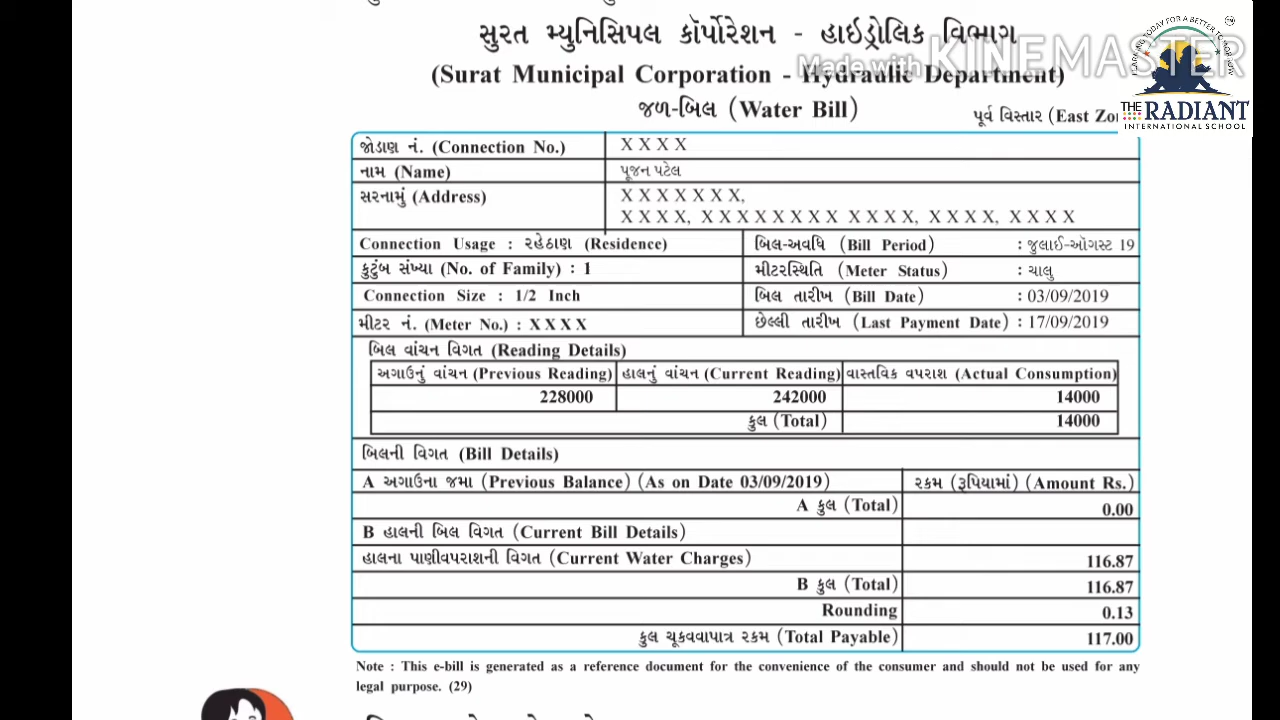 સુરત મ્યુનિસિપલ કૉર્પોરેશન - હાઇડ્રોલિક વિભાગ
Made with KINEMASTER
(Surat Municipal Corporation - Hydraulic Department)
THE RADIANT
INTERNATIONAL SCHOOL
જળ-બિલ (Water Bill)
પૂર્વ વિસ્તાર (East Zo
જોડાણ નં. (Connection No.) X X X X
નામ (Name) પૂજન પટેલ
સરનામું (Address) X X X X X X X,
X X X X, X X X X X X X X X X X X, X X X X, X X X X
Connection Usage : રહેઠાણ (Residence) બિલ-અવધિ (Bill Period) : જુલાઈ-ઑગસ્ટ 19
કુટુંબ સંખ્યા (No. of Family) : 1 મીટરસ્થિતિ (Meter Status) : ચાલુ
Connection Size : 1/2 Inch બિલ તારીખ (Bill Date) : 03/09/2019
મીટર નં. (Meter No.) : X X X X છેલ્લી તારીખ (Last Payment Date) : 17/09/2019
બિલ વાંચન વિગત (Reading Details)
અગાઉનું વાંચન (Previous Reading) હાલનું વાંચન (Current Reading) વાસ્તવિક વપરાશ (Actual Consumption)
228000 242000 14000
કુલ (Total) 14000
બિલની વિગત (Bill Details)
A અગાઉના જમા (Previous Balance) (As on Date 03/09/2019) રકમ (રૂપિયામાં) (Amount Rs.)
A કુલ (Total) 0.00
B હાલની બિલ વિગત (Current Bill Details)
હાલના પાણીવપરાશની વિગત (Current Water Charges) 116.87
B કુલ (Total) 116.87
Rounding 0.13
કુલ ચૂકવવાપાત્ર રકમ (Total Payable) 117.00
Note : This e-bill is generated as a reference document for the convenience of the consumer and should not be used for any
legal purpose. (29)